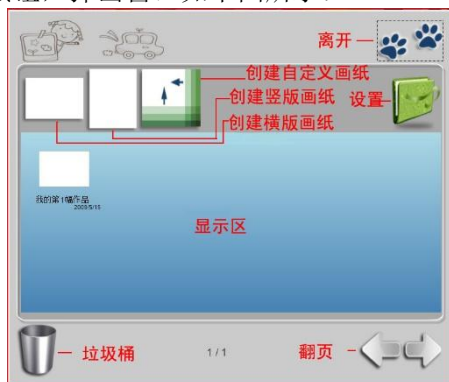 离开
创建自定义画纸
创建竖版画纸
设置
创建横版画纸
我的第1幅作品
2009/5/15
显示区
垃圾桶
1/1
翻页